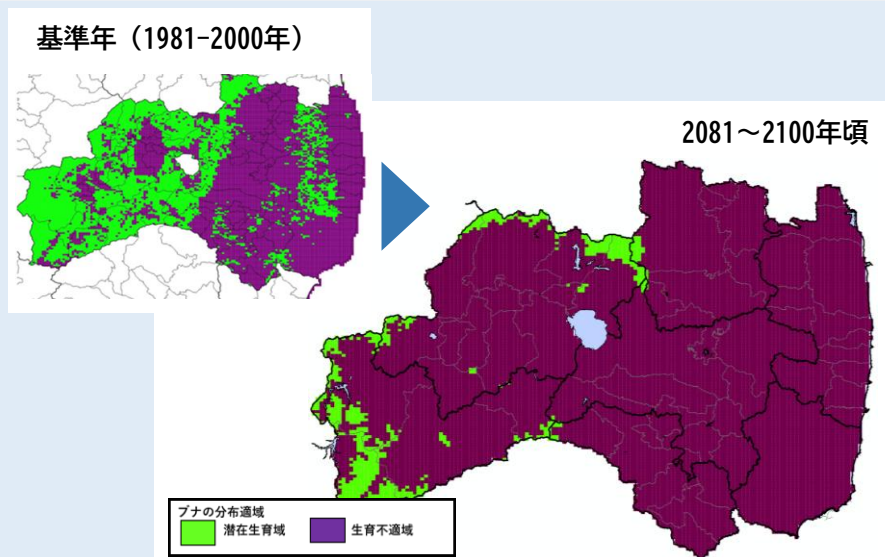 基準年（1981-2000年）
2081～2100年頃
ブナの分布適域
潜在生育域
生育不適域